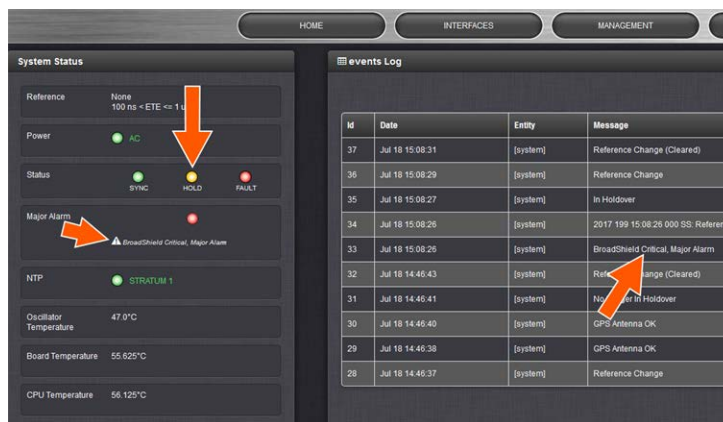 HOME
INTERFACES
MANAGEMENT
System Status
Reference
None
100 ns < ETE <= 1 u
Power
AC
Status
SYNC
HOLD
FAULT
Major Alarm
BroadShield Critical, Major Alarm
NTP
STRATUM 1
Oscillator
Temperature
47.0°C
Board Temperature
55.625°C
CPU Temperature
56.125°C
events Log
Id Date Entity Message
37 Jul 18 15:08:31 [system] Reference Change (Cleared)
36 Jul 18 15:08:29 [system] Reference Change
35 Jul 18 15:08:27 [system] In Holdover
34 Jul 18 15:08:26 [system] 2017 199 15:08:26 000 SS: Referen
33 Jul 18 15:08:26 [system] BroadShield Critical, Major Alarm
32 Jul 18 14:46:43 [system] (Cleared)
31 Jul 18 14:46:41 [system] In Holdover
30 Jul 18 14:46:40 [system] GPS Antenna OK
29 Jul 18 14:46:38 [system] GPS Antenna OK
28 Jul 18 14:46:37 [system] Reference Change